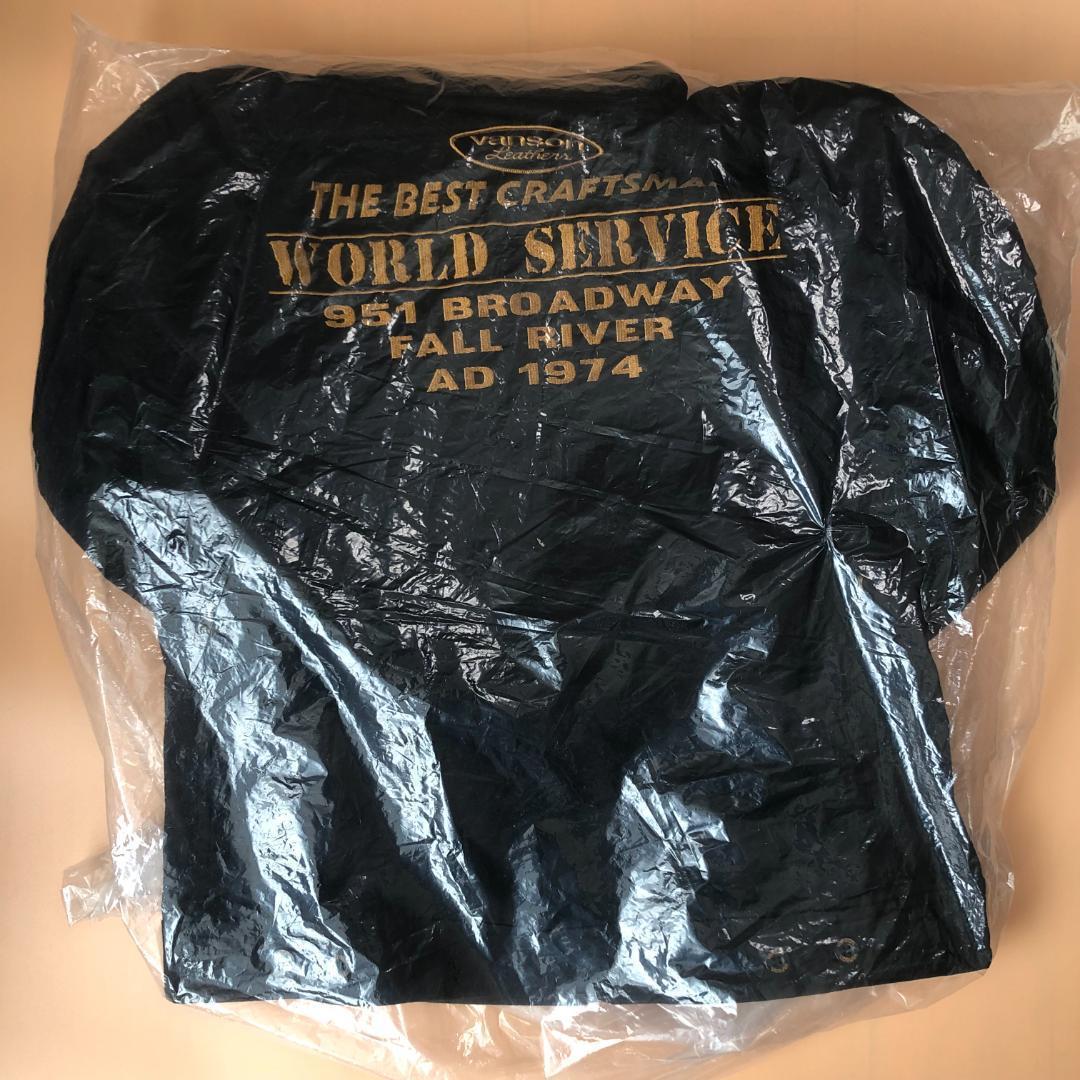 Vanson
Leathers
THE BEST CRAFTSMA
WORLD SERVICE
951 BROADWAY
FALL RIVER
AD 1974